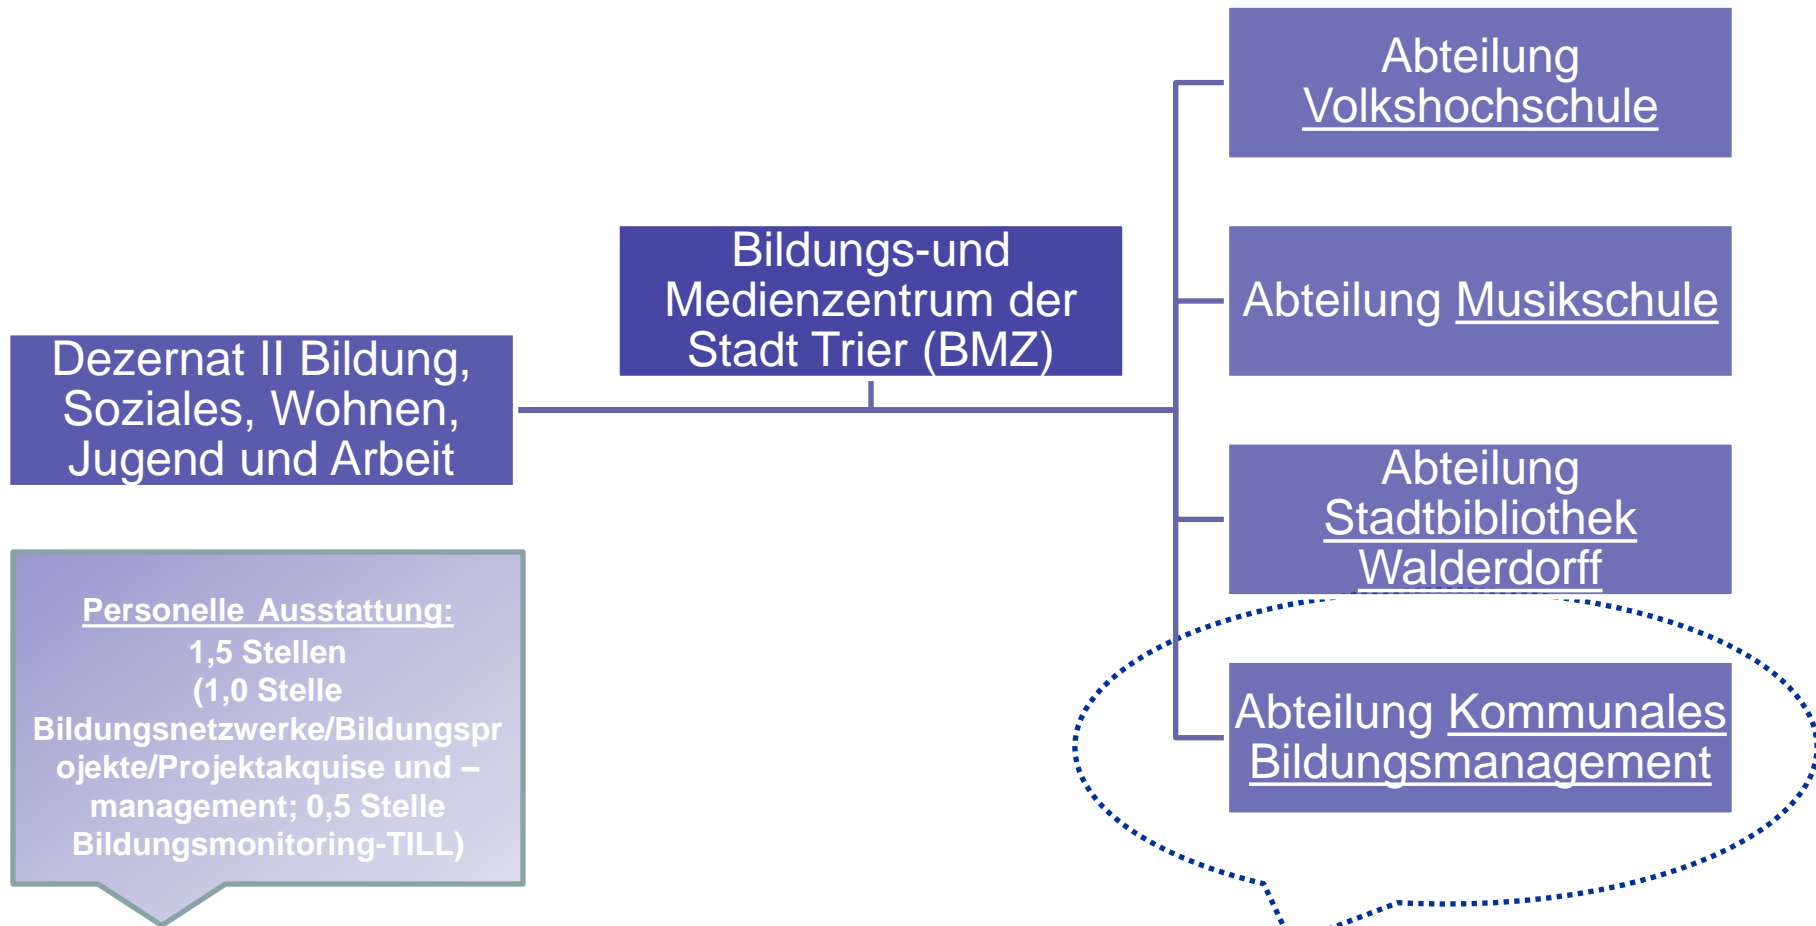 Dezernat II Bildung,
Soziales, Wohnen,
Jugend und Arbeit
Bildungs-und
Medienzentrum der
Stadt Trier (BMZ)
Abteilung
Volkshochschule
Abteilung Musikschule
Abteilung
Stadtbibliothek
Walderdorff
Abteilung Kommunales
Bildungsmanagement
Personelle Ausstattung:
1,5 Stellen
(1,0 Stelle
Bildungsnetzwerke/Bildungspr
ojekte/Projektakquise und –
management; 0,5 Stelle
Bildungsmonitoring-TILL)